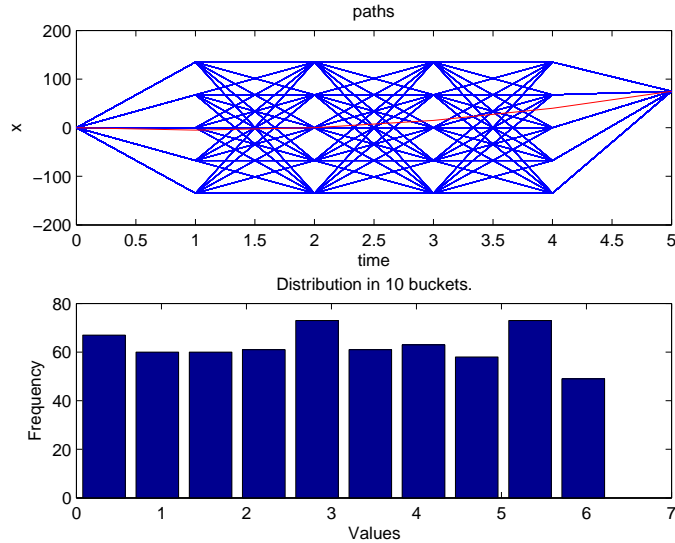 paths
200
100
0
−100
−200
x
0 0.5 1 1.5 2 2.5 3 3.5 4 4.5 5
time
Distribution in 10 buckets.
80
60
40
20
0
Frequency
0 1 2 3 4 5 6 7
Values